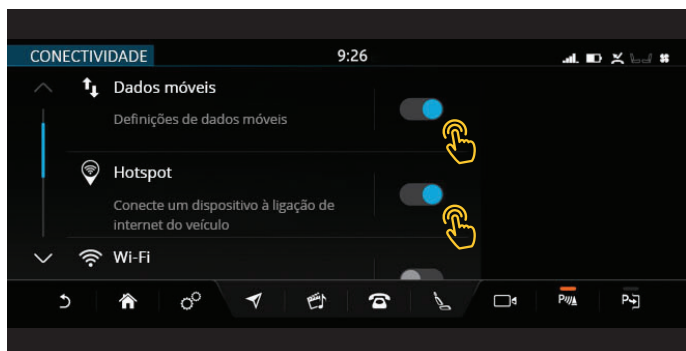 CONECTIVIDADE 9:26
Dados móveis
Definições de dados móveis
Hotspot
Conecte um dispositivo à ligação de
internet do veículo
Wi-Fi
P
P